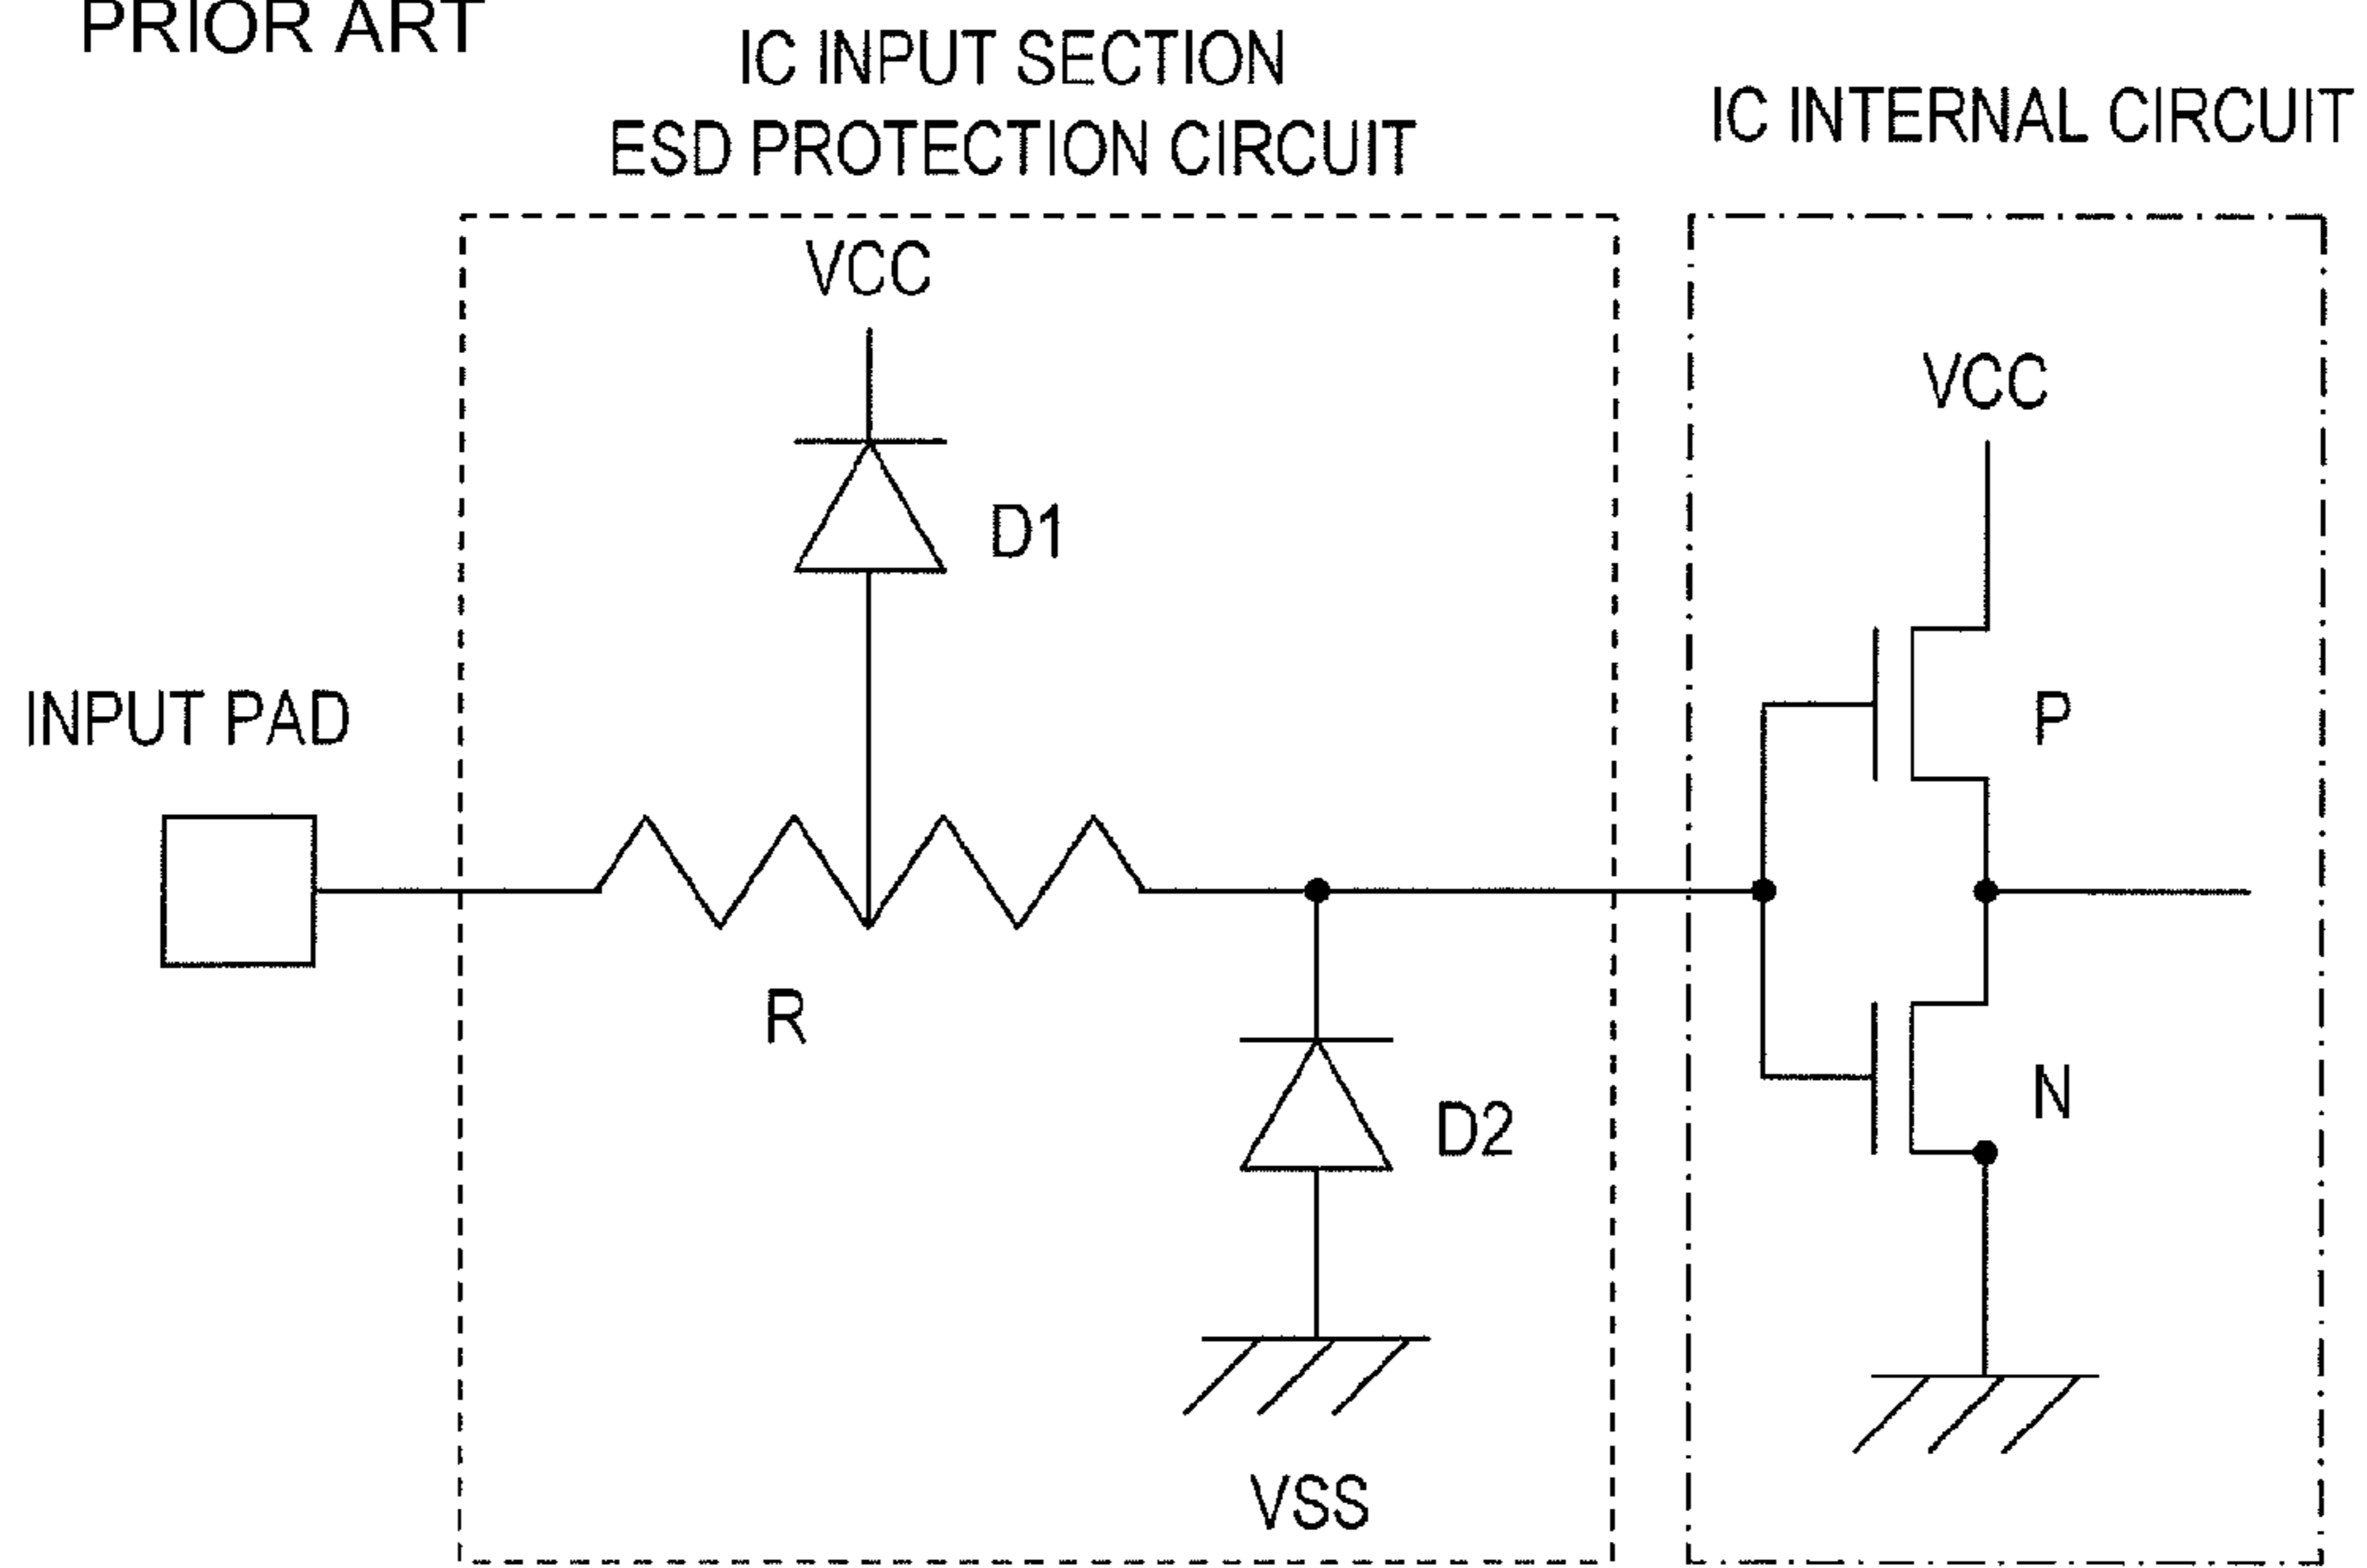 PRIOR ART
IC INPUT SECTION
ESD PROTECTION CIRCUIT
IC INTERNAL CIRCUIT
VCC
VCC
D1
INPUT PAD
P
R
D2
N
VSS